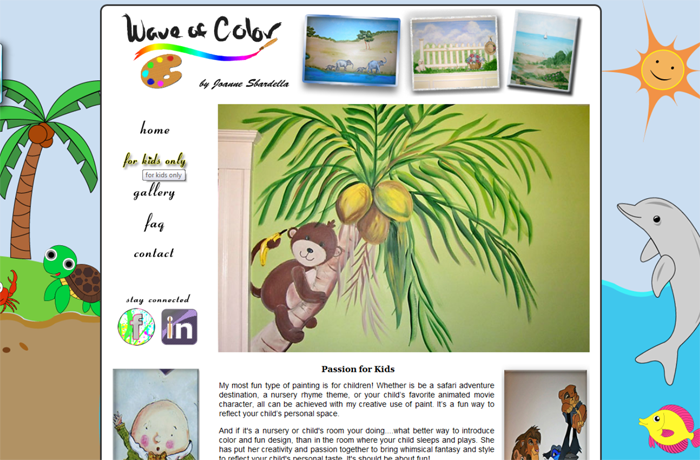 Wave of Color
by Joanne Sbardella
home
for kids only
for kids only
gallery
faq
contact
stay connected
f in
Passion for Kids
My most fun type of painting is for children! Whether is be a safari adventure
destination, a nursery rhyme theme, or your child's favorite animated movie
character, all can be achieved with my creative use of paint. It's a fun way to
reflect your child's personal space.
And if it's a nursery or child's room your doing....what better way to introduce
color and fun design, than in the room where your child sleeps and plays. She
has put her creativity and passion together to bring whimsical fantasy and style
to reflect your child's personal taste. It's should be about fun!